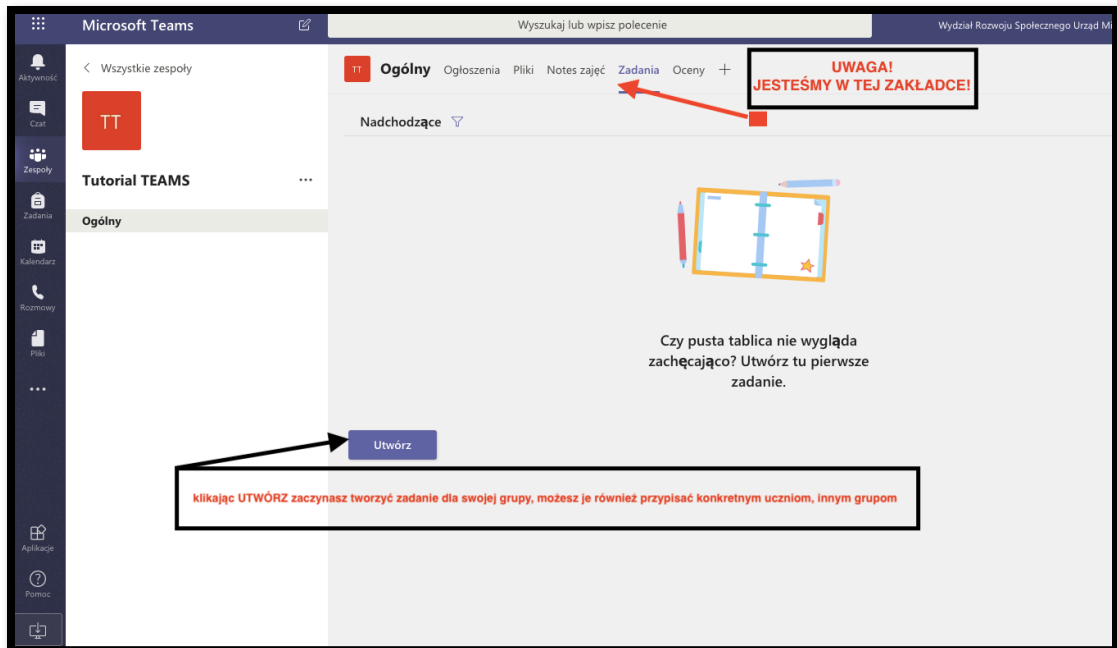 Microsoft Teams
Wyszukaj lub wpisz polecenie
Wydział Rozwoju Społecznego Urząd Mi
Aktywność
Czat
Zespoły
Zadania
Kalendarz
Rozmowy
Pliki
Aplikacje
Pomoc
< Wszystkie zespoły
TT
Tutorial TEAMS
Ogólny
TT Ogólny Ogłoszenia Pliki Notes zajęć Zadania Oceny +
UWAGA!
JESTEŚMY W TEJ ZAKŁADCE!
Nadchodzące
Czy pusta tablica nie wygląda
zachęcająco? Utwórz tu pierwsze
zadanie.
Utwórz
klikając UTWÓRZ zaczynasz tworzyć zadanie dla swojej grupy, możesz je również przypisać konkretnym uczniom, innym grupom